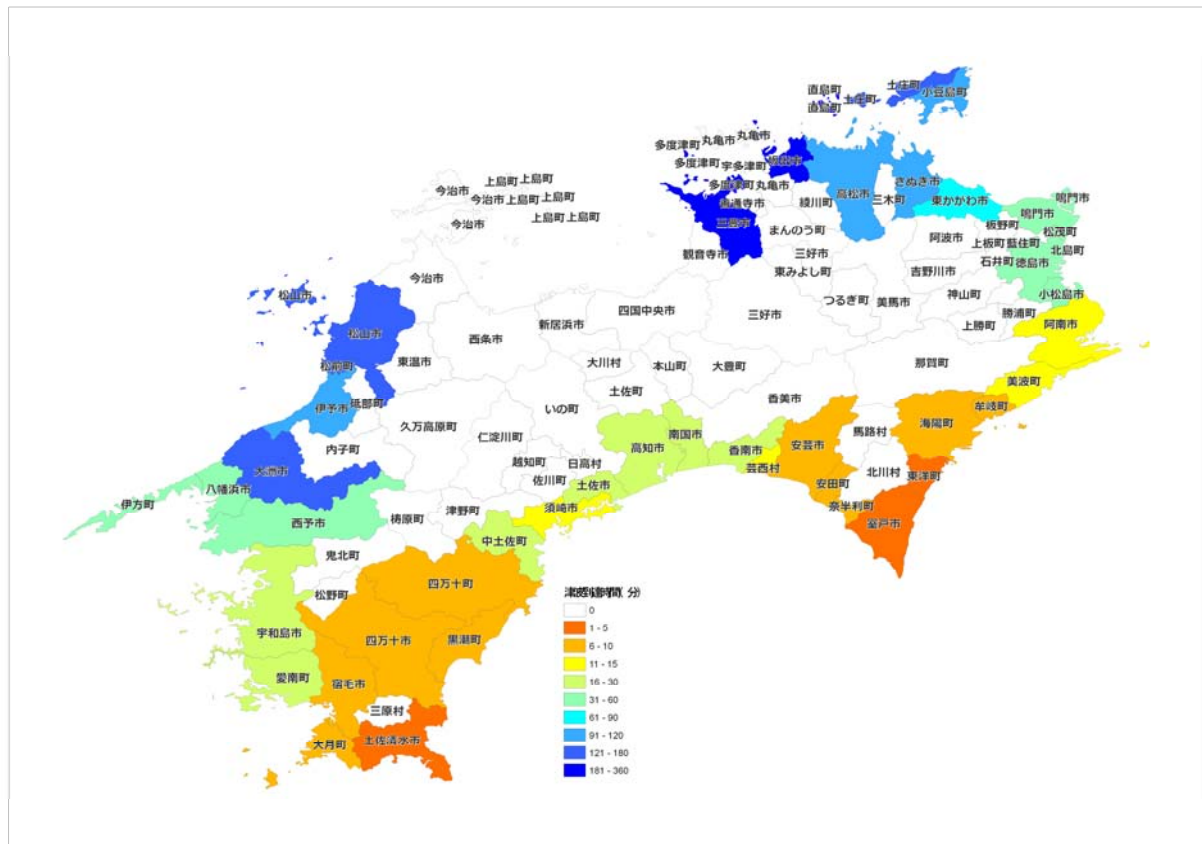 土庄町
直島町
土庄町
小豆島町
直島町
丸亀市
丸亀市
多度津町
多度津町
宇多津町
坂出市
多度津町
丸亀市
善通寺市
高松市
さぬき市
綾川町
三木町
東かがわ市
鳴門市
鳴門市
三豊市
まんのう町
板野町
松茂町
阿波市
上板町
藍住町
北島町
観音寺市
三好市
石井町
徳島市
東みよし町
吉野川市
上島町
上島町
今治市
今治市
上島町
上島町
今治市
上島町
上島町
今治市
松山市
つるぎ町
美馬市
神山町
小松島市
四国中央市
三好市
勝浦町
新居浜市
上勝町
阿南市
松山市
西条市
松前町
東温市
大川村
本山町
大豊町
那賀町
美波町
伊予市
砥部町
土佐町
香美市
牟岐町
いの町
久万高原町
仁淀川町
海陽町
馬路村
安芸市
内子町
高知市
南国市
香南市
越知町
日高村
芸西村
北川村
東洋町
大洲市
佐川町
土佐市
安田町
八幡浜市
伊方町
須崎市
奈半利町
西予市
梼原町
津野町
室戸市
中土佐町
鬼北町
四万十町
松野町
宇和島市
四万十市
黒潮町
愛南町
宿毛市
三原村
大月町
土佐清水市
津波到達時間(分)
0
1 - 5
6 - 10
11 - 15
16 - 30
31 - 60
61 - 90
91 - 120
121 - 180
181 - 360